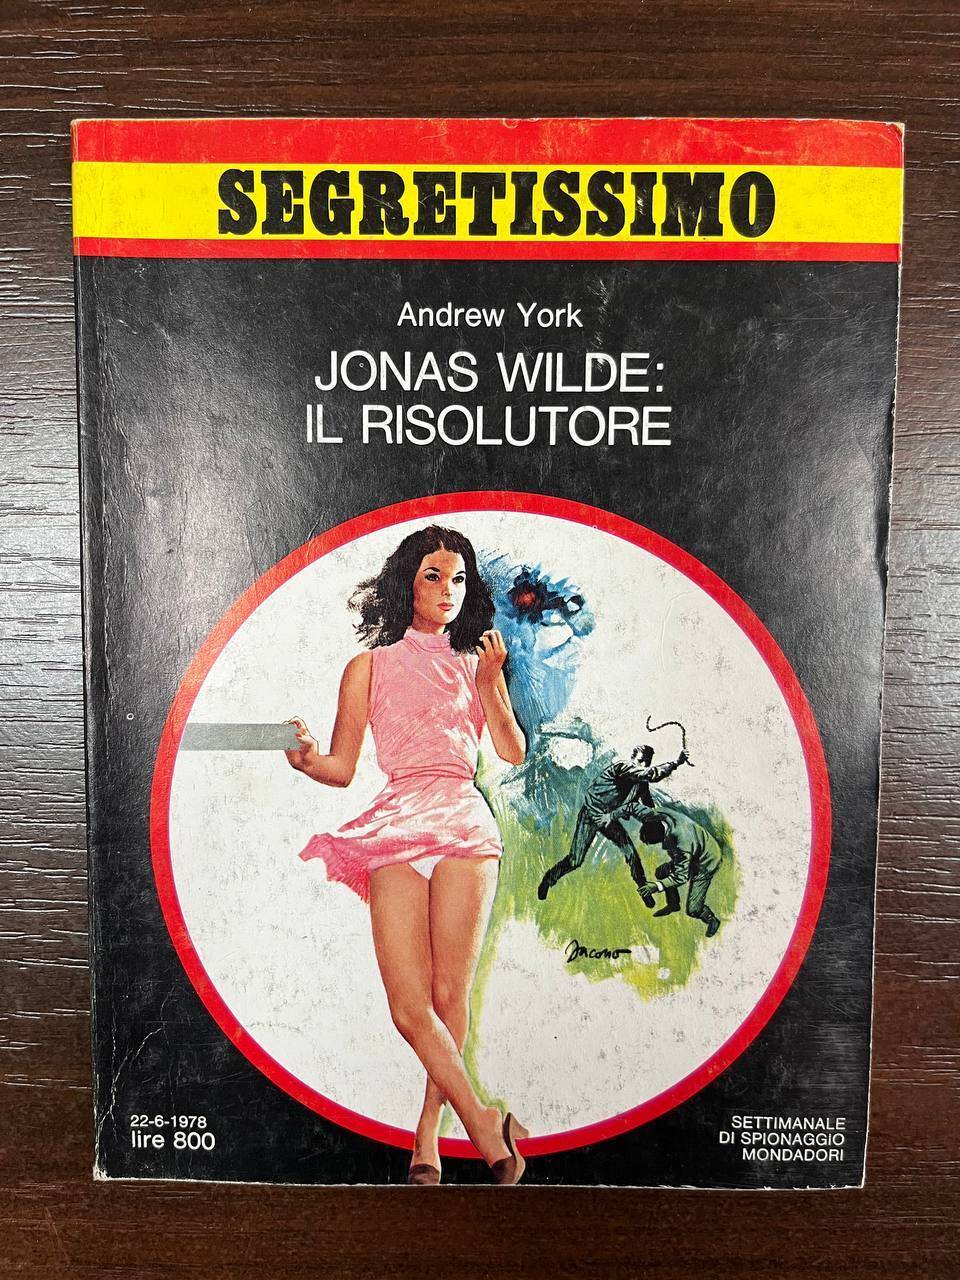 SEGRETISSIMO
Andrew York
JONAS WILDE:
IL RISOLUTORE
Jacono
22-6-1978
lire 800
SETTIMANALE
DI SPIONAGGIO
MONDADORI